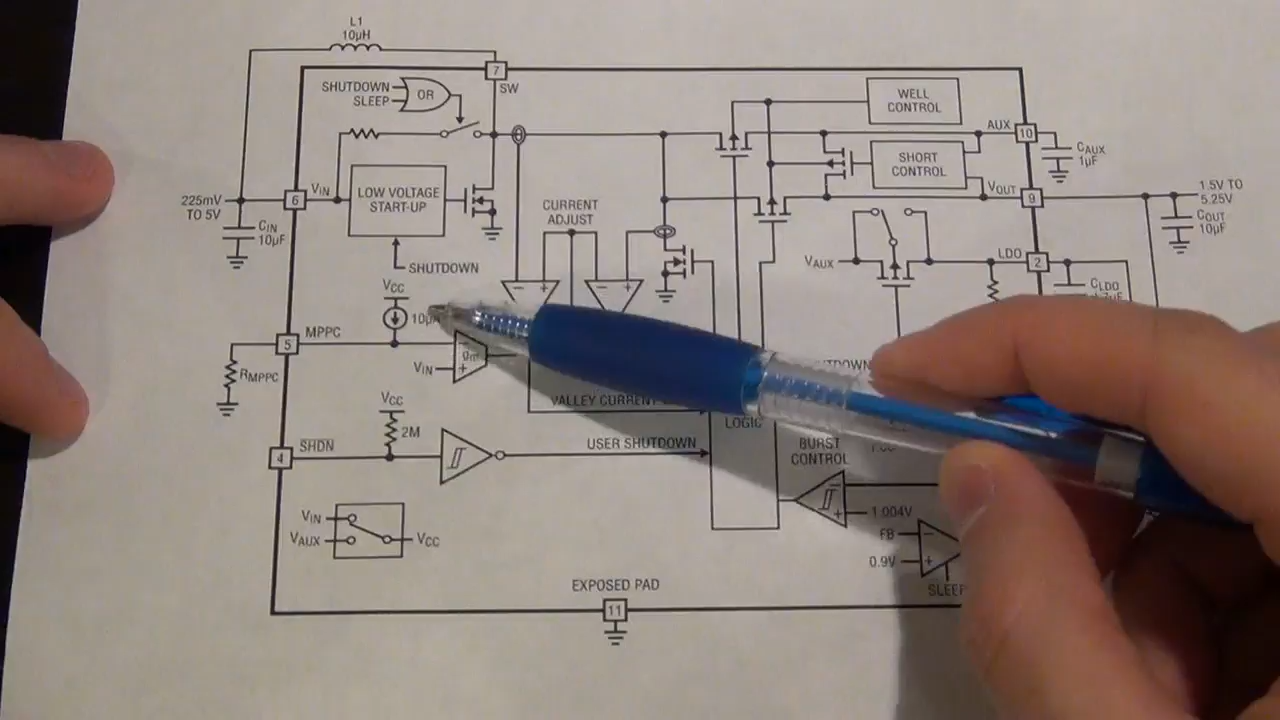 L1
10µH
7
SW
SHUTDOWN
SLEEP
OR
WELL
CONTROL
AUX
10
CAUX
1µF
SHORT
CONTROL
VOUT
9
1.5V TO
5.25V
COUT
10µF
225mV
TO 5V
6
VIN
CIN
10µF
LOW VOLTAGE
START-UP
CURRENT
ADJUST
SHUTDOWN
VAUX
LDO
2
CLDO
VCC
MPPC
5
RMPPC
VIN
gm
–
+
– +
– +
VALLEY CURRENT
LOGIC
VCC
2M
SHDN
4
USER SHUTDOWN
BURST
CONTROL
–
+
1.004V
FB
–
0.9V
+
SLEEP
VIN
VAUX
VCC
EXPOSED PAD
11